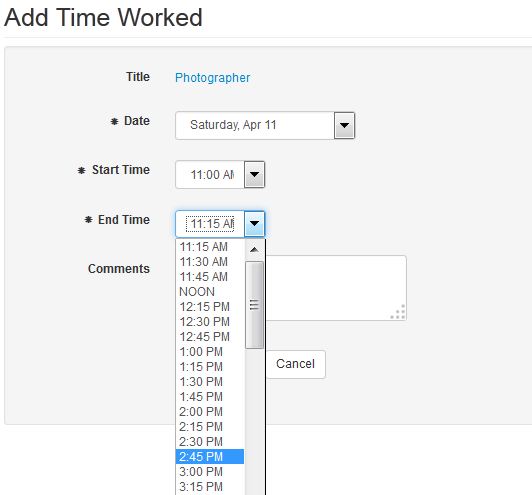 Add Time Worked
Title Photographer
✱ Date Saturday, Apr 11
✱ Start Time 11:00 AM
✱ End Time 11:15 AM
11:15 AM
11:30 AM
11:45 AM
NOON
12:15 PM
12:30 PM
12:45 PM
1:00 PM
1:15 PM
1:30 PM
1:45 PM
2:00 PM
2:15 PM
2:30 PM
2:45 PM
3:00 PM
3:15 PM
Comments
Cancel